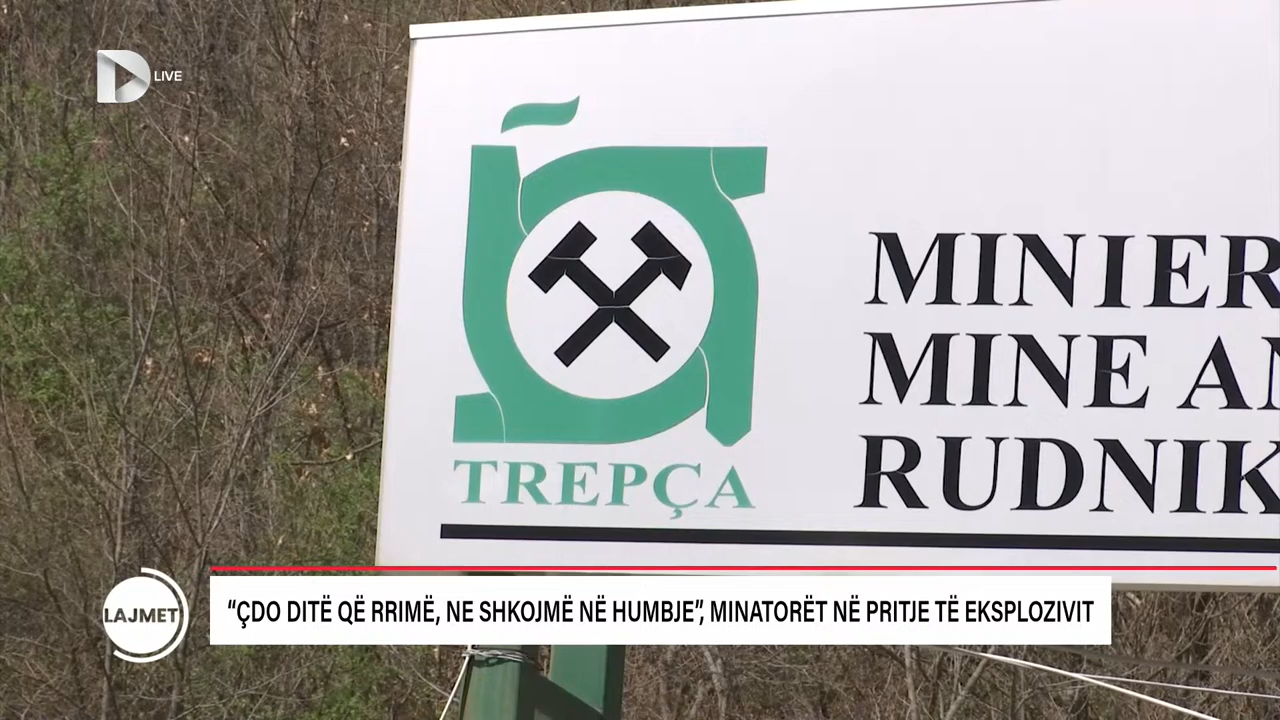 LIVE
TREPÇA
MINIER
MINE AN
RUDNIK
LAJMET
“ÇDO DITË QË RRIMË, NE SHKOJMË NË HUMBJE”, MINATORËT NË PRITJE TË EKSPLOZIVIT